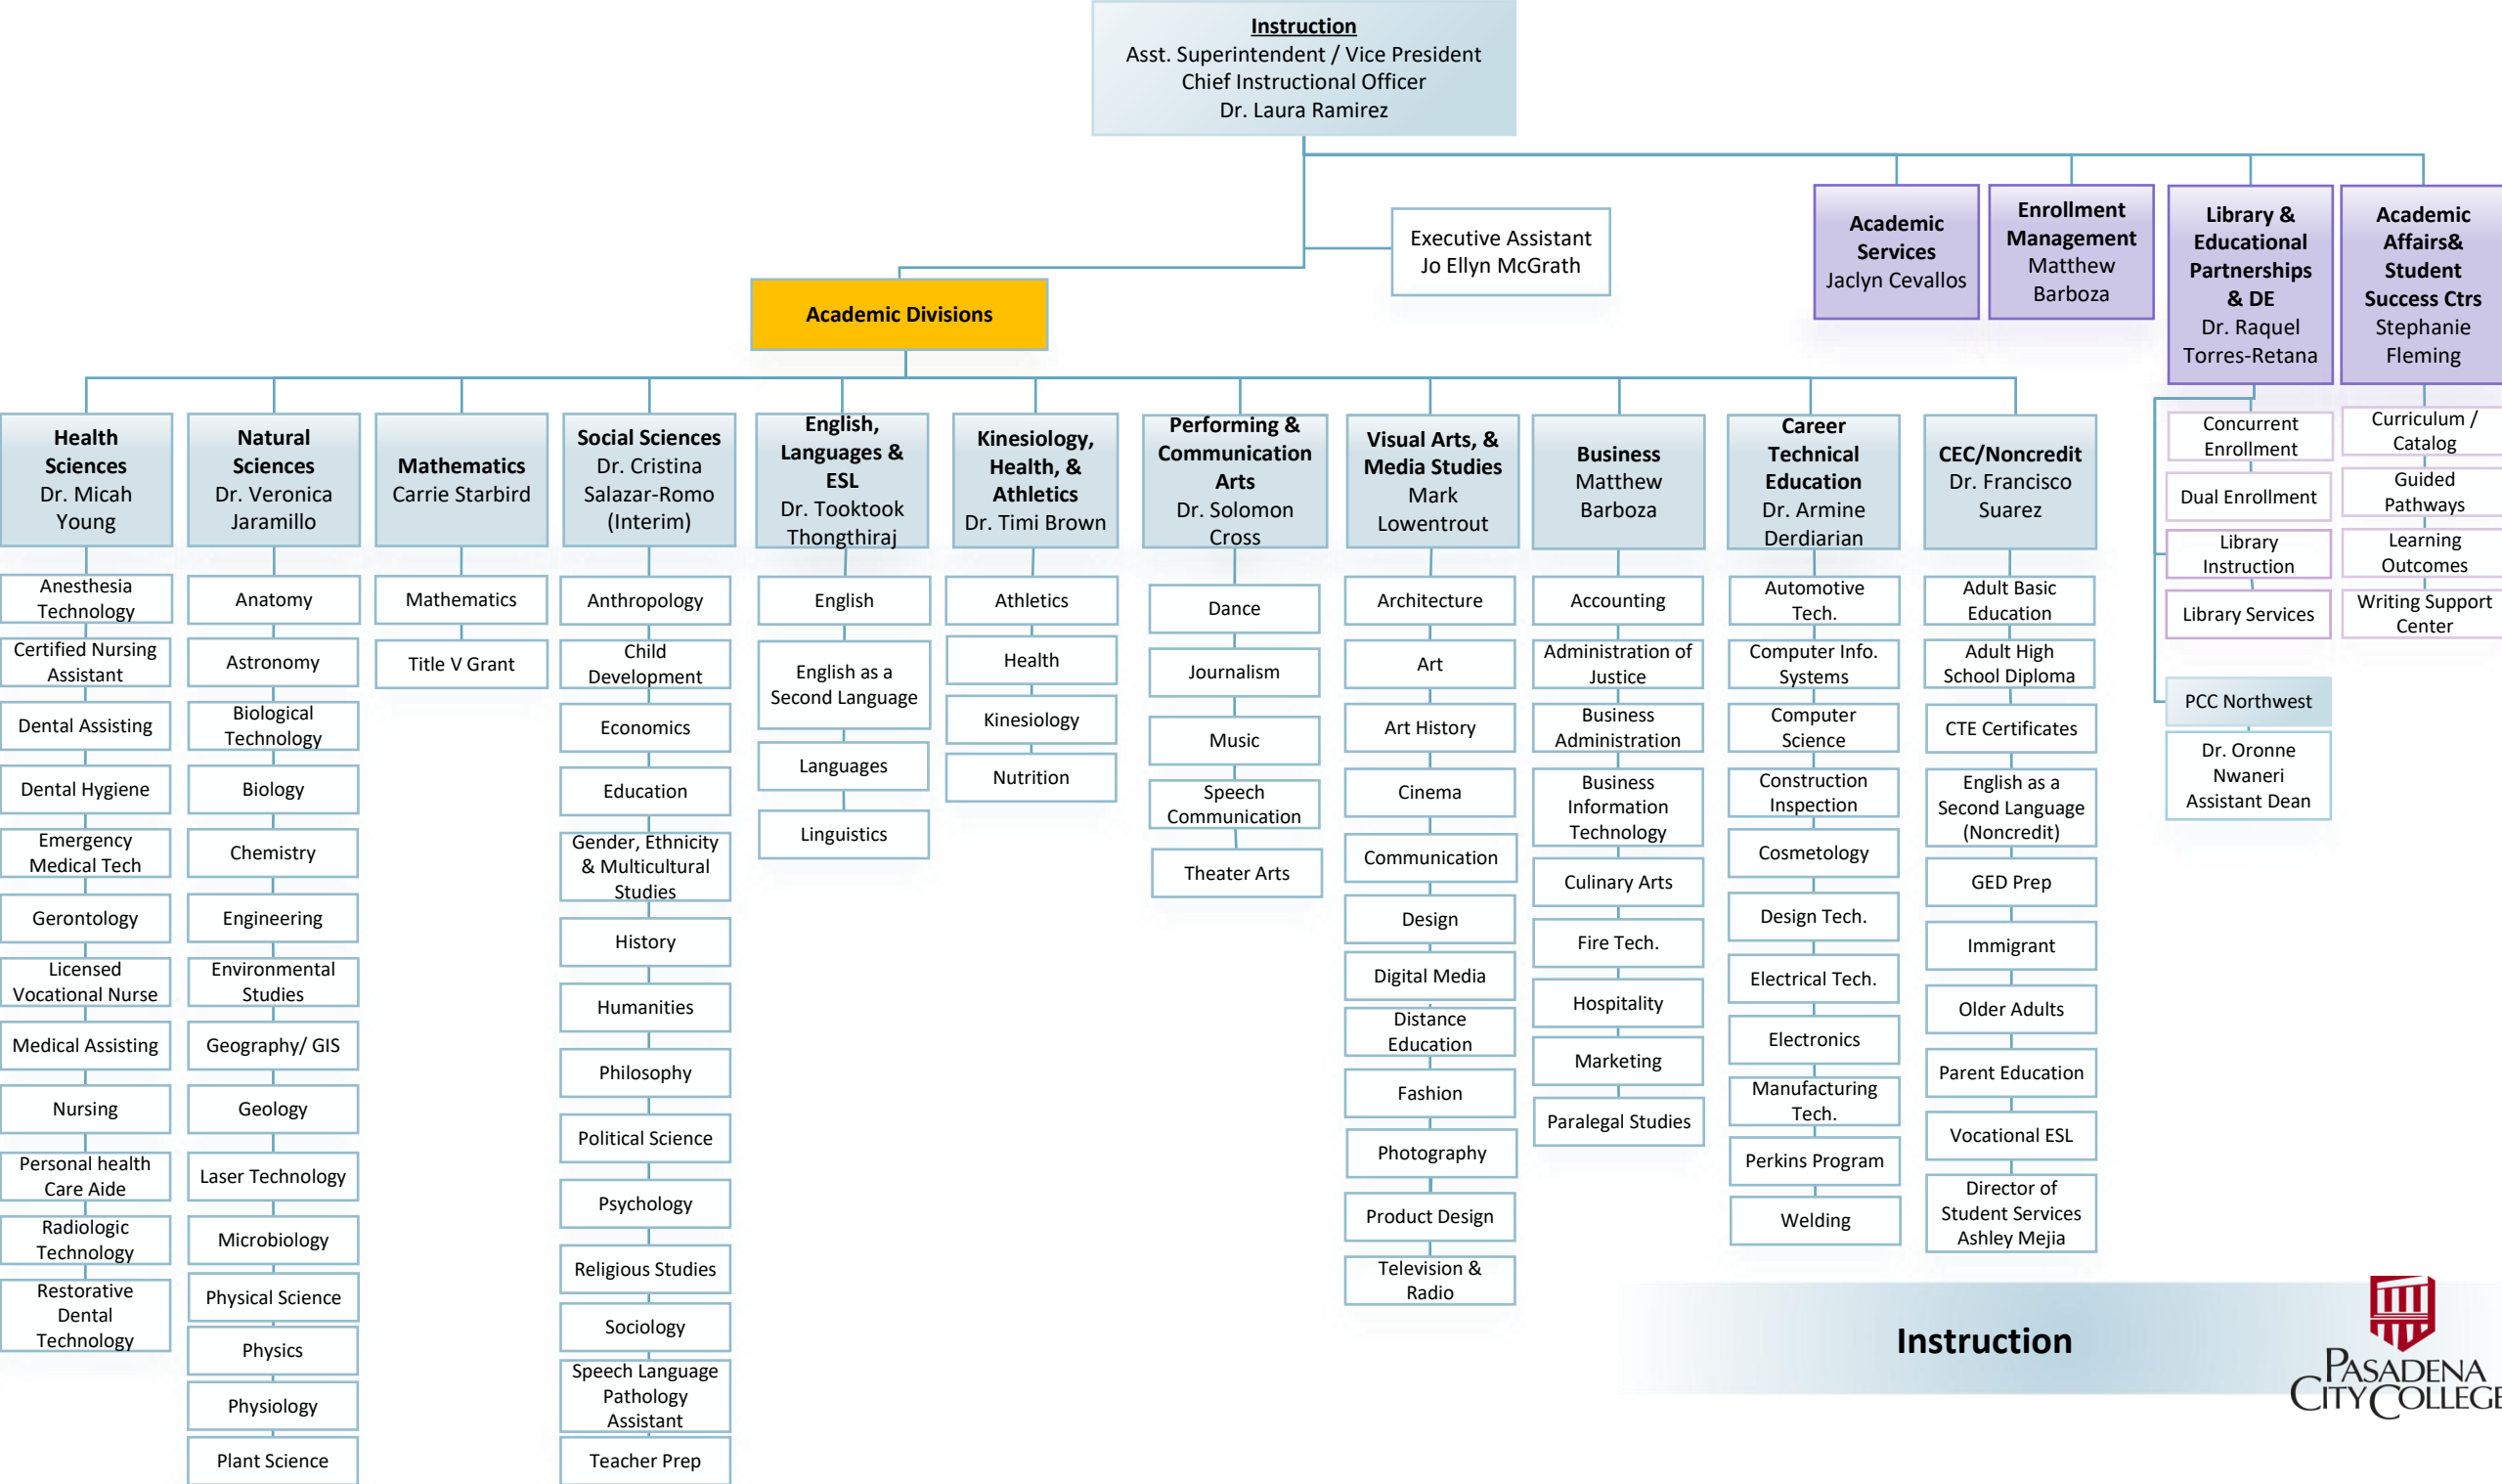 Instruction
Asst. Superintendent / Vice President
Chief Instructional Officer
Dr. Laura Ramirez
Executive Assistant
Jo Ellyn McGrath
Academic
Services
Jaclyn Cevallos
Enrollment
Management
Matthew
Barboza
Library &
Educational
Partnerships
& DE
Dr. Raquel
Torres-Retana
Academic
Affairs&
Student
Success Ctrs
Stephanie
Fleming
Academic Divisions
Health
Sciences
Dr. Micah
Young
Anesthesia
Technology
Certified Nursing
Assistant
Dental Assisting
Dental Hygiene
Emergency
Medical Tech
Gerontology
Licensed
Vocational Nurse
Medical Assisting
Nursing
Personal health
Care Aide
Radiologic
Technology
Restorative
Dental
Technology
Natural
Sciences
Dr. Veronica
Jaramillo
Anatomy
Astronomy
Biological
Technology
Biology
Chemistry
Engineering
Environmental
Studies
Geography/ GIS
Geology
Laser Technology
Microbiology
Physical Science
Physics
Physiology
Plant Science
Mathematics
Carrie Starbird
Mathematics
Title V Grant
Social Sciences
Dr. Cristina
Salazar-Romo
(Interim)
Anthropology
Child
Development
Economics
Education
Gender, Ethnicity
& Multicultural
Studies
History
Humanities
Philosophy
Political Science
Psychology
Religious Studies
Sociology
Speech Language
Pathology
Assistant
Teacher Prep
English,
Languages &
ESL
Dr. Tooktook
Thongthiraj
English
English as a
Second Language
Languages
Linguistics
Kinesiology,
Health, &
Athletics
Dr. Timi Brown
Athletics
Health
Kinesiology
Nutrition
Performing &
Communication
Arts
Dr. Solomon
Cross
Dance
Journalism
Music
Speech
Communication
Theater Arts
Visual Arts, &
Media Studies
Mark
Lowentrout
Architecture
Art
Art History
Cinema
Communication
Design
Digital Media
Distance
Education
Fashion
Photography
Product Design
Television &
Radio
Business
Matthew
Barboza
Accounting
Administration of
Justice
Business
Administration
Business
Information
Technology
Culinary Arts
Fire Tech.
Hospitality
Marketing
Paralegal Studies
Career
Technical
Education
Dr. Armine
Derdiarian
Automotive
Tech.
Computer Info.
Systems
Computer
Science
Construction
Inspection
Cosmetology
Design Tech.
Electrical Tech.
Electronics
Manufacturing
Tech.
Perkins Program
Welding
CEC/Noncredit
Dr. Francisco
Suarez
Adult Basic
Education
Adult High
School Diploma
CTE Certificates
English as a
Second Language
(Noncredit)
GED Prep
Immigrant
Older Adults
Parent Education
Vocational ESL
Director of
Student Services
Ashley Mejia
Concurrent
Enrollment
Dual Enrollment
Library
Instruction
Library Services
PCC Northwest
Dr. Oronne
Nwaneri
Assistant Dean
Curriculum /
Catalog
Guided
Pathways
Learning
Outcomes
Writing Support
Center
Instruction
PASADENA
CITY COLLEGE